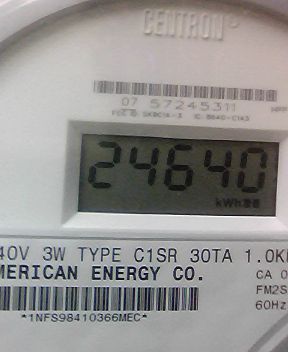 CENTRON
07 57245311
24640
kWh
40V 3W TYPE C1SR 30TA 1.0K
MERICAN ENERGY CO.
CA 0
FM2S
60Hz
*1NFS98410366MEC*